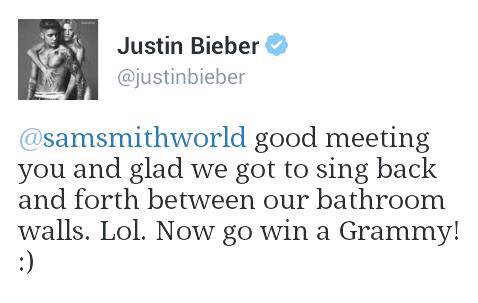 Justin Bieber
@justinbieber
@samsmithworld good meeting
you and glad we got to sing back
and forth between our bathroom
walls. Lol. Now go win a Grammy!
:)